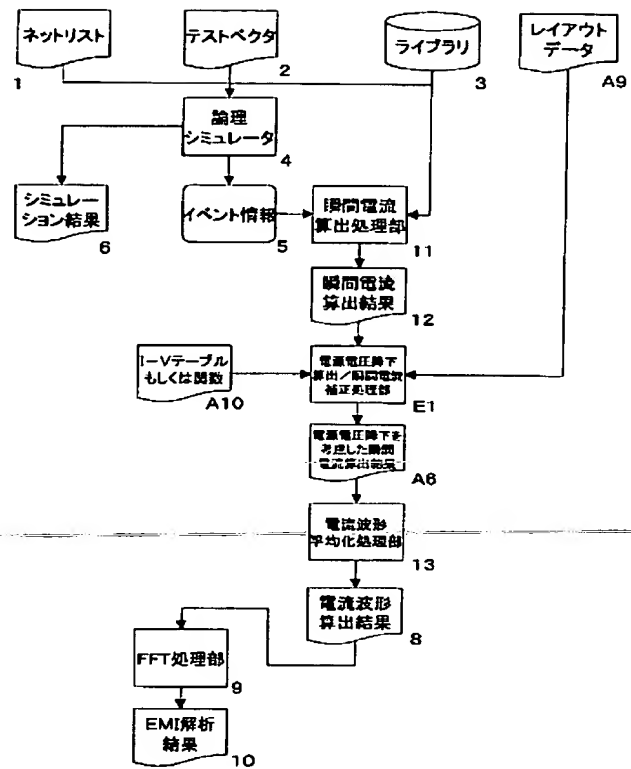 ネットリスト
1
テストベクタ
2
ライブラリ
3
レイアウト
データ
A9
論理
シミュレータ
4
シミュレー
ション結果
6
イベント情報
5
瞬間電流
算出処理部
11
瞬間電流
算出結果
12
I－Vテーブル
もしくは関数
A10
電源電圧降下
算出／瞬間電流
補正処理部
E1
電源電圧降下を
考慮した瞬間
電流算出結果
A6
電流波形
平均化処理部
13
電流波形
算出結果
8
FFT処理部
9
EMI解析
結果
10